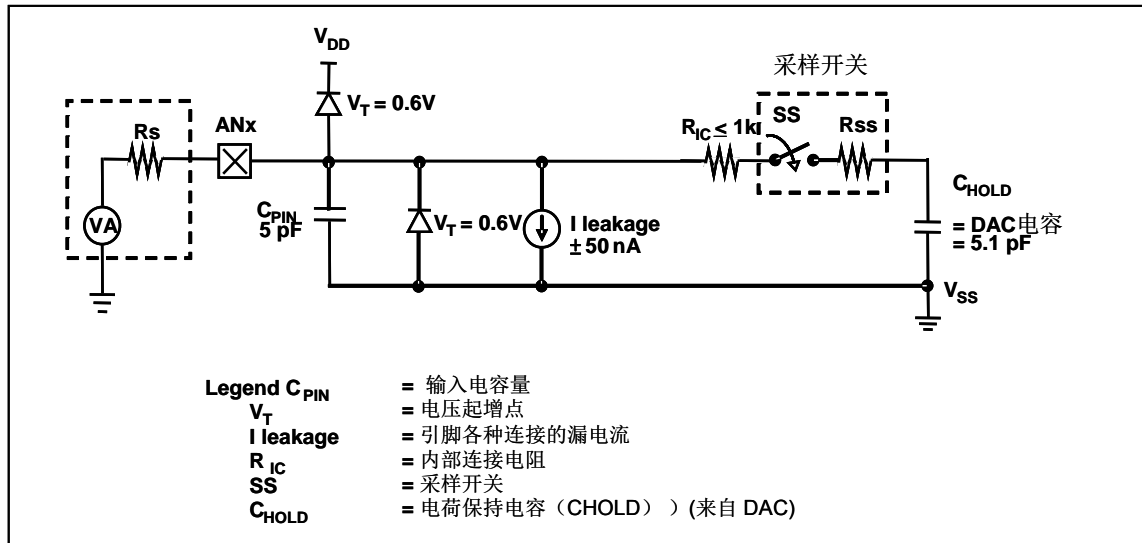 V_DD
采样开关
V_T = 0.6V
Rs
ANx
R_IC ≤ 1k
SS
Rss
VA
C_PIN
5 pF
V_T = 0.6V
I leakage
± 50 nA
C_HOLD
= DAC 电容
= 5.1 pF
V_SS
Legend C_PIN = 输入电容量
V_T = 电压起增点
I leakage = 引脚各种连接的漏电流
R_IC = 内部连接电阻
SS = 采样开关
C_HOLD = 电荷保持电容（CHOLD））(来自 DAC)